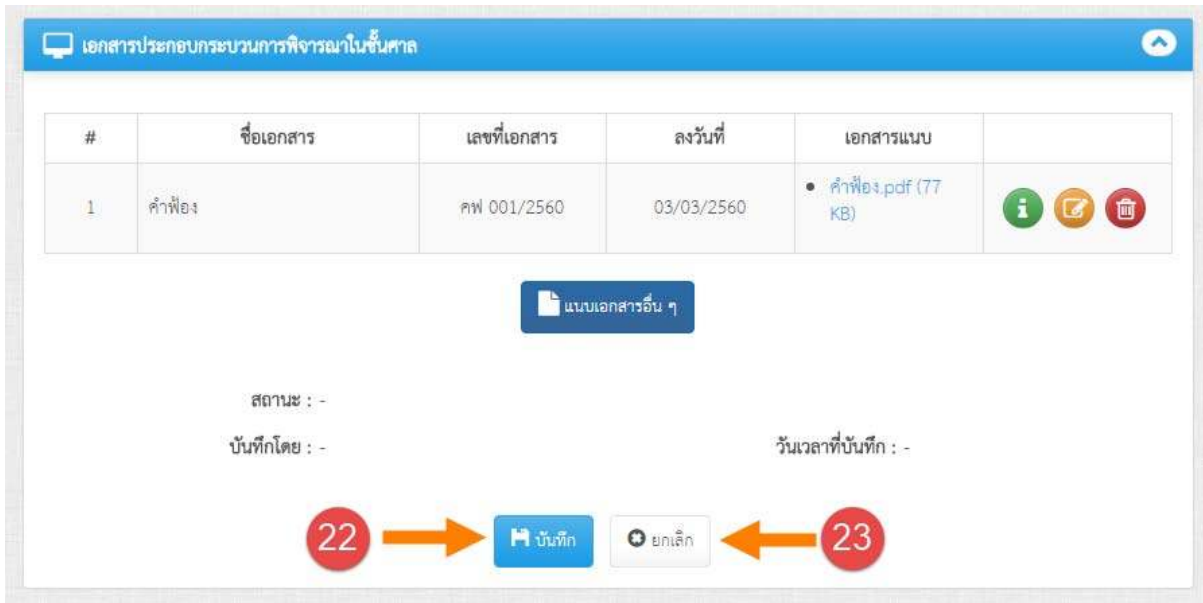 เอกสารประกอบกระบวนการพิจารณาในชั้นศาล
# ชื่อเอกสาร เลขที่เอกสาร ลงวันที่ เอกสารแนบ
1 คำฟ้อง คฟ 001/2560 03/03/2560 • คำฟ้อง.pdf (77
KB)
แนบเอกสารอื่น ๆ
สถานะ : -
บันทึกโดย : - วันเวลาที่บันทึก : -
22 บันทึก ยกเลิก 23